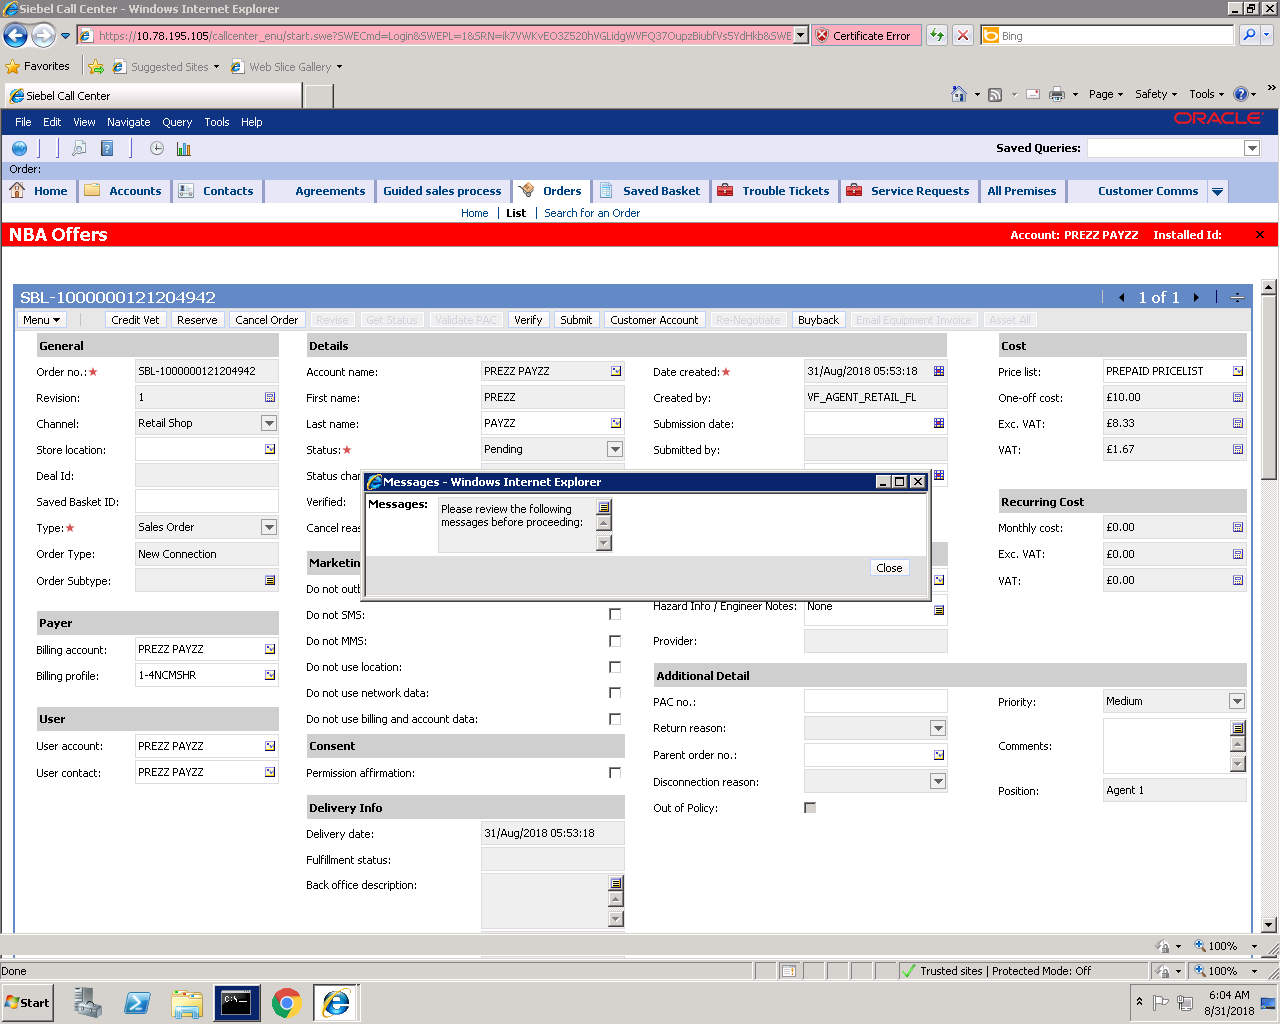 Siebel Call Center - Windows Internet Explorer
https://10.78.195.105/callcenter_enu/start.swe?SWECmd=Login&SWEPL=1&SRN=ik7VWKvEO3Z520hVGLidgWVFQ37OupzBiubfVs5YdHkb&SWE
Certificate Error
Bing
Favorites
Suggested Sites
Web Slice Gallery
Siebel Call Center
Page
Safety
Tools
File Edit View Navigate Query Tools Help
ORACLE
Saved Queries:
Order:
Home Accounts Contacts Agreements Guided sales process Orders Saved Basket Trouble Tickets Service Requests All Premises Customer Comms
Home List Search for an Order
NBA Offers
Account: PREZZ PAYZZ Installed Id:
SBL-1000000121204942
1 of 1
Menu Credit Vet Reserve Cancel Order Revise Get Status Validate PAC Verify Submit Customer Account Re-Negotiate Buyback Email Equipment Invoice Asset All
General
Order no.: SBL-1000000121204942
Revision: 1
Channel: Retail Shop
Store location:
Deal Id:
Saved Basket ID:
Type: Sales Order
Order Type: New Connection
Order Subtype:
Payer
Billing account: PREZZ PAYZZ
Billing profile: 1-4NCMSHR
User
User account: PREZZ PAYZZ
User contact: PREZZ PAYZZ
Details
Account name: PREZZ PAYZZ
First name: PREZZ
Last name: PAYZZ
Status: Pending
Status chan
Verified:
Cancel reas
Date created: 31/Aug/2018 05:53:18
Created by: VF_AGENT_RETAIL_FL
Submission date:
Submitted by:
Messages - Windows Internet Explorer
Messages:
Please review the following
messages before proceeding:
Close
Marketin
Do not outb
Do not SMS:
Do not MMS:
Do not use location:
Do not use network data:
Do not use billing and account data:
Consent
Permission affirmation:
Delivery Info
Delivery date: 31/Aug/2018 05:53:18
Fulfillment status:
Back office description:
Hazard Info / Engineer Notes: None
Provider:
Additional Detail
PAC no.:
Return reason:
Parent order no.:
Disconnection reason:
Out of Policy:
Priority: Medium
Comments:
Position: Agent 1
Cost
Price list: PREPAID PRICELIST
One-off cost: £10.00
Exc. VAT: £8.33
VAT: £1.67
Recurring Cost
Monthly cost: £0.00
Exc. VAT: £0.00
VAT: £0.00
100%
Done
Trusted sites | Protected Mode: Off
100%
Start
6:04 AM
8/31/2018